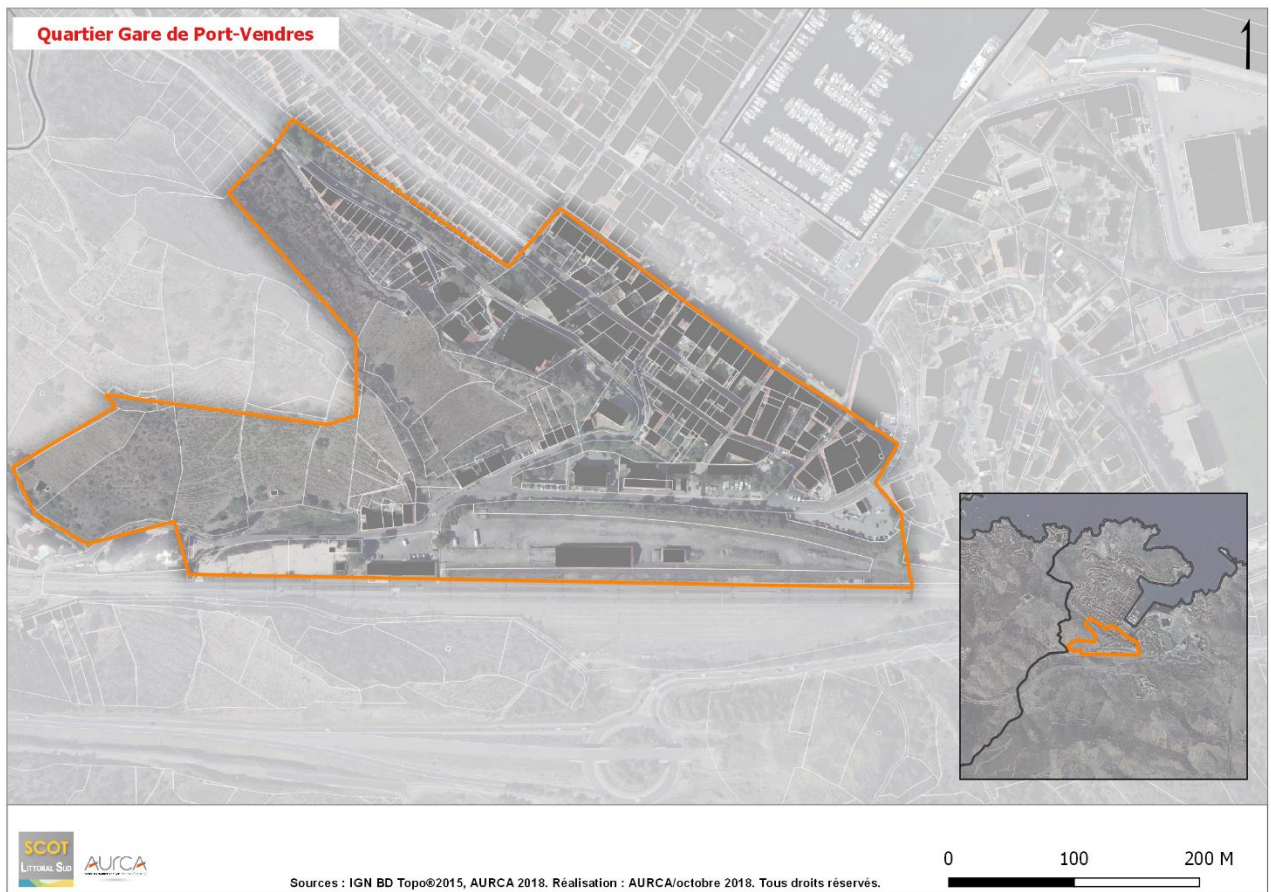 Quartier Gare de Port-Vendres
SCOT
LITTORAL SUD
AURCA
0 100 200 M
Sources : IGN BD Topo®2015, AURCA 2018. Réalisation : AURCA/octobre 2018. Tous droits réservés.